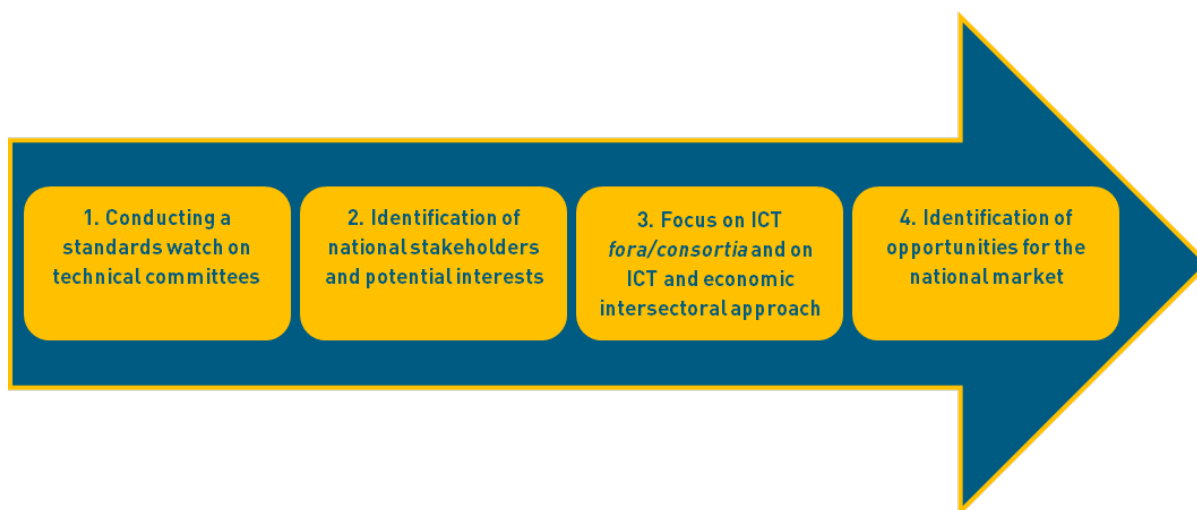 1. Conducting a
standards watch on
technical committees
2. Identification of
national stakeholders
and potential interests
3. Focus on ICT
fora/consortia and on
ICT and economic
intersectoral approach
4. Identification of
opportunities for the
national market